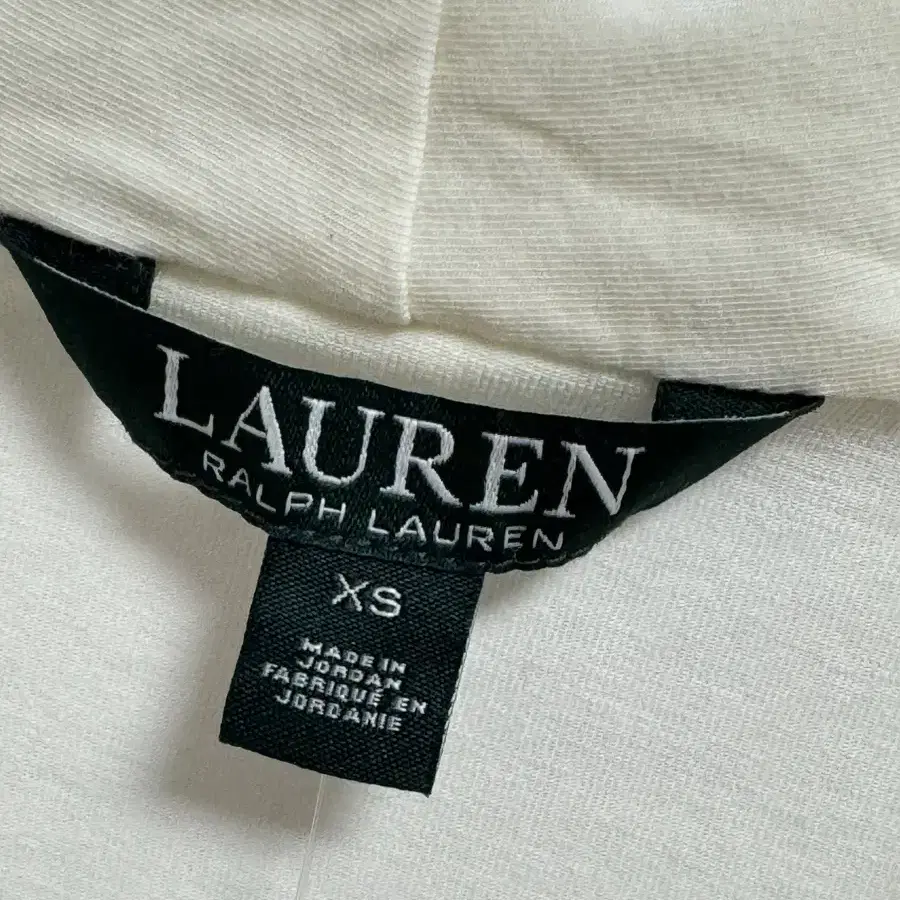 LAUREN
RALPH LAUREN
XS
MADE IN
JORDAN
FABRIQUÉ EN
JORDANIE